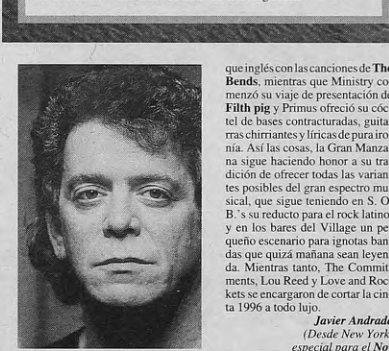 que inglés con las canciones de The
Bends, mientras que Ministry co-
menzó su viaje de presentación de
Filth pig y Primus ofreció su cóc-
tel de bases contracturadas, guita-
rras chirriantes y líricas de pura iro-
nía. Así las cosas, la Gran Manza-
na sigue haciendo honor a su tra-
dición de ofrecer todas las varian-
tes posibles del gran espectro mu-
sical, que sigue teniendo en S. O.
B.'s su reducto para el rock latino
y en los bares del Village un pe-
queño escenario para ignotas ban-
das que quizá mañana sean leyen-
da. Mientras tanto, The Commit-
ments, Lou Reed y Love and Roc-
kets se encargaron de cortar la cin-
ta 1996 a todo lujo.
Javier Andrade
(Desde New York,
especial para el No)